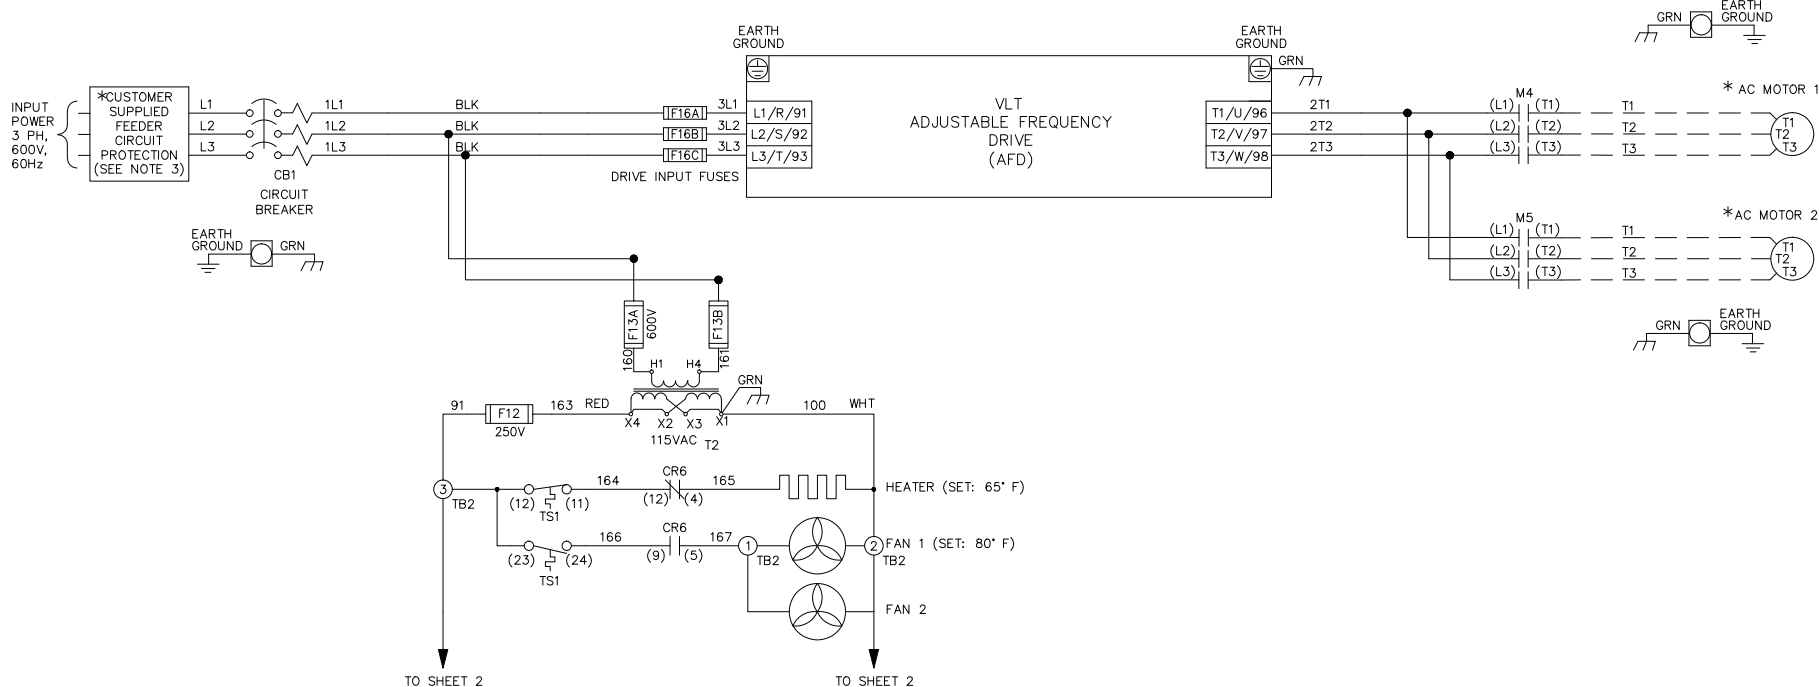 INPUT
POWER
3 PH,
600V,
60Hz
*CUSTOMER
SUPPLIED
FEEDER
CIRCUIT
PROTECTION
(SEE NOTE 3)
L1
L2
L3
CB1
CIRCUIT
BREAKER
1L1
1L2
1L3
BLK
BLK
BLK
F16A
F16B
F16C
3L1
3L2
3L3
DRIVE INPUT FUSES
EARTH
GROUND
L1/R/91
L2/S/92
L3/T/93
VLT
ADJUSTABLE FREQUENCY
DRIVE
(AFD)
EARTH
GROUND
GRN
T1/U/96
T2/V/97
T3/W/98
2T1
2T2
2T3
GRN
EARTH
GROUND
M4
(L1) (T1) T1
(L2) (T2) T2
(L3) (T3) T3
* AC MOTOR 1
T1
T2
T3
M5
(L1) (T1) T1
(L2) (T2) T2
(L3) (T3) T3
*AC MOTOR 2
T1
T2
T3
GRN
EARTH
GROUND
EARTH
GROUND
GRN
F13A
600V
F13B
160
161
H1 H4
GRN
91
F12
250V
163 RED
X4 X2 X3 X1
115VAC T2
100 WHT
3
TB2
(12) (11)
TS1
164
CR6
(12) (4)
165
HEATER (SET: 65° F)
(23) (24)
TS1
166
CR6
(9) (5)
167
1
TB2
2
TB2
FAN 1 (SET: 80° F)
FAN 2
TO SHEET 2
TO SHEET 2